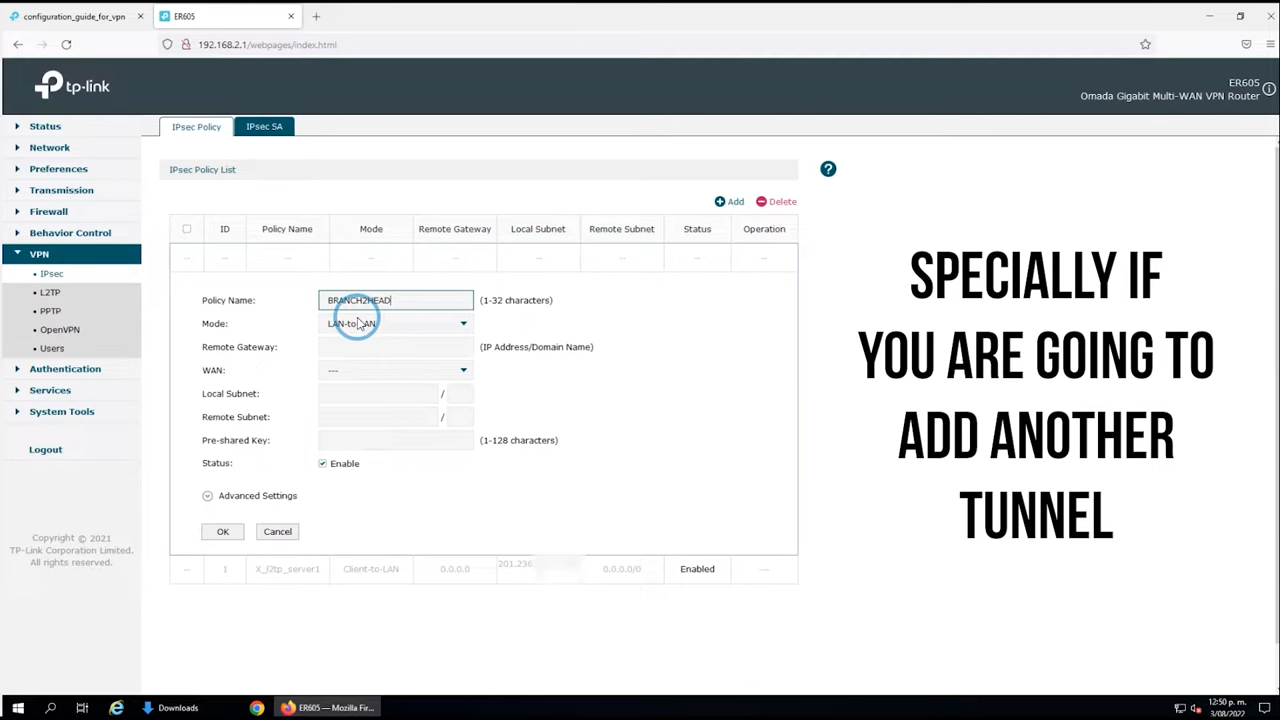 configuration_guide_for_vpn
ER605
192.168.2.1/webpages/index.html
tp-link
ER605
Omada Gigabit Multi-WAN VPN Router
Status
Network
Preferences
Transmission
Firewall
Behavior Control
VPN
IPsec
L2TP
PPTP
OpenVPN
Users
Authentication
Services
System Tools
Logout
Copyright © 2021
TP-Link Corporation Limited.
All rights reserved.
IPsec Policy
IPsec SA
IPsec Policy List
Add
Delete
ID
Policy Name
Mode
Remote Gateway
Local Subnet
Remote Subnet
Status
Operation
-- -- -- -- -- -- -- -- --
Policy Name: BRANCH2HEAD (1-32 characters)
Mode: LAN-to-LAN
Remote Gateway: (IP Address/Domain Name)
WAN: ---
Local Subnet: /
Remote Subnet: /
Pre-shared Key: (1-128 characters)
Status: Enable
Advanced Settings
OK
Cancel
-- 1 X_l2tp_server1 Client-to-LAN 0.0.0.0 201.236 0.0.0.0/0 Enabled ---
SPECIALLY IF
YOU ARE GOING TO
ADD ANOTHER
TUNNEL
Downloads
ER605 — Mozilla Fir...
12:50 p. m.
3/08/2022